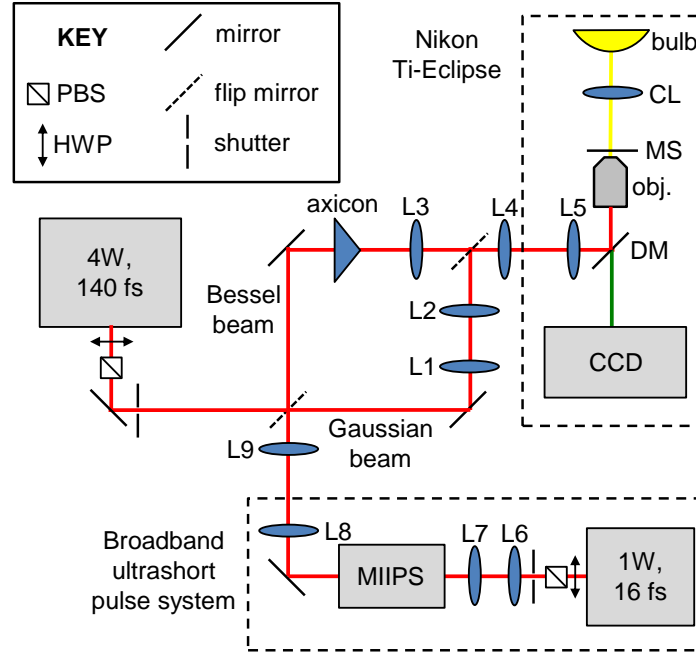 KEY
mirror
PBS
flip mirror
HWP
shutter
Nikon
Ti-Eclipse
bulb
CL
MS
obj.
axicon
L3
L4
L5
DM
4W,
140 fs
Bessel
beam
L2
L1
CCD
Gaussian
beam
L9
Broadband
ultrashort
pulse system
L8
MIIPS
L7
L6
1W,
16 fs